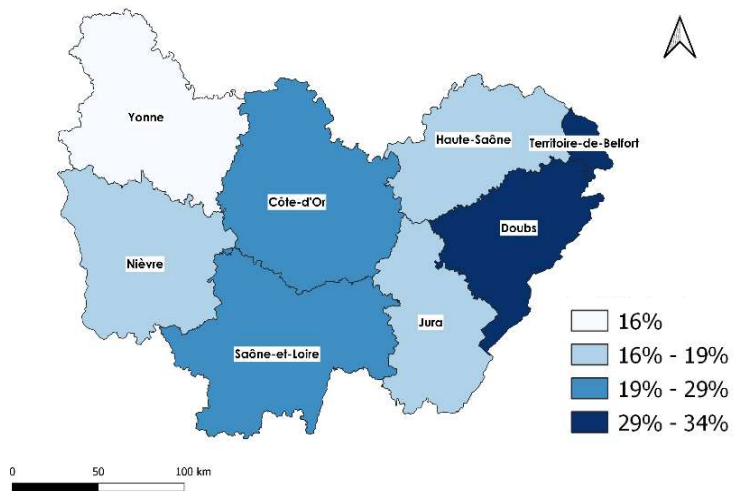 Yonne
Haute-Saône
Territoire-de-Belfort
Côte-d'Or
Doubs
Nièvre
Jura
Saône-et-Loire
16%
16% - 19%
19% - 29%
29% - 34%
0 50 100 km